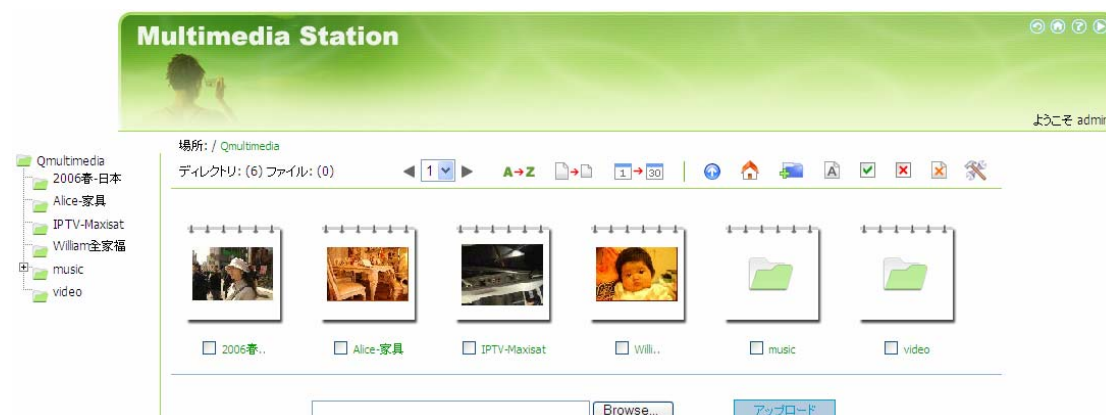 Multimedia Station
ようこそ admin
場所: / Qmultimedia
ディレクトリ: (6) ファイル: (0)
1
A→Z
1→30
A
Qmultimedia
2006春-日本
Alice-家具
IPTV-Maxisat
William全家福
music
video
2006春..
Alice-家具
IPTV-Maxisat
Willi..
music
video
Browse...
アップロード